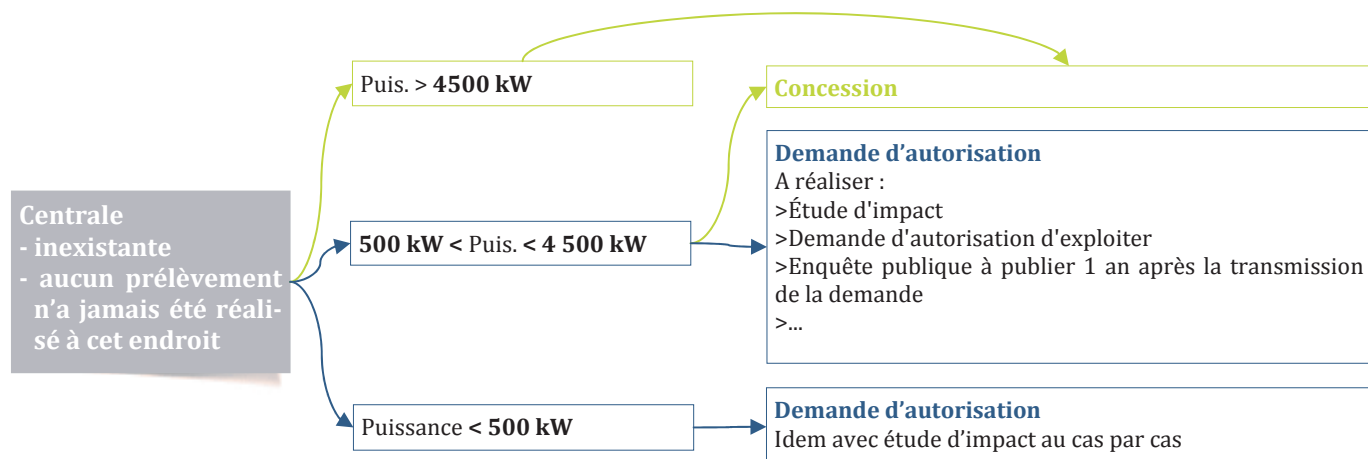 Puis. > 4500 kW
Concession
Demande d’autorisation
A réaliser :
>Étude d'impact
>Demande d'autorisation d'exploiter
>Enquête publique à publier 1 an après la transmission
de la demande
>...
Centrale
- inexistante
- aucun prélèvement
n’a jamais été réali-
sé à cet endroit
500 kW < Puis. < 4 500 kW
Puissance < 500 kW
Demande d’autorisation
Idem avec étude d’impact au cas par cas